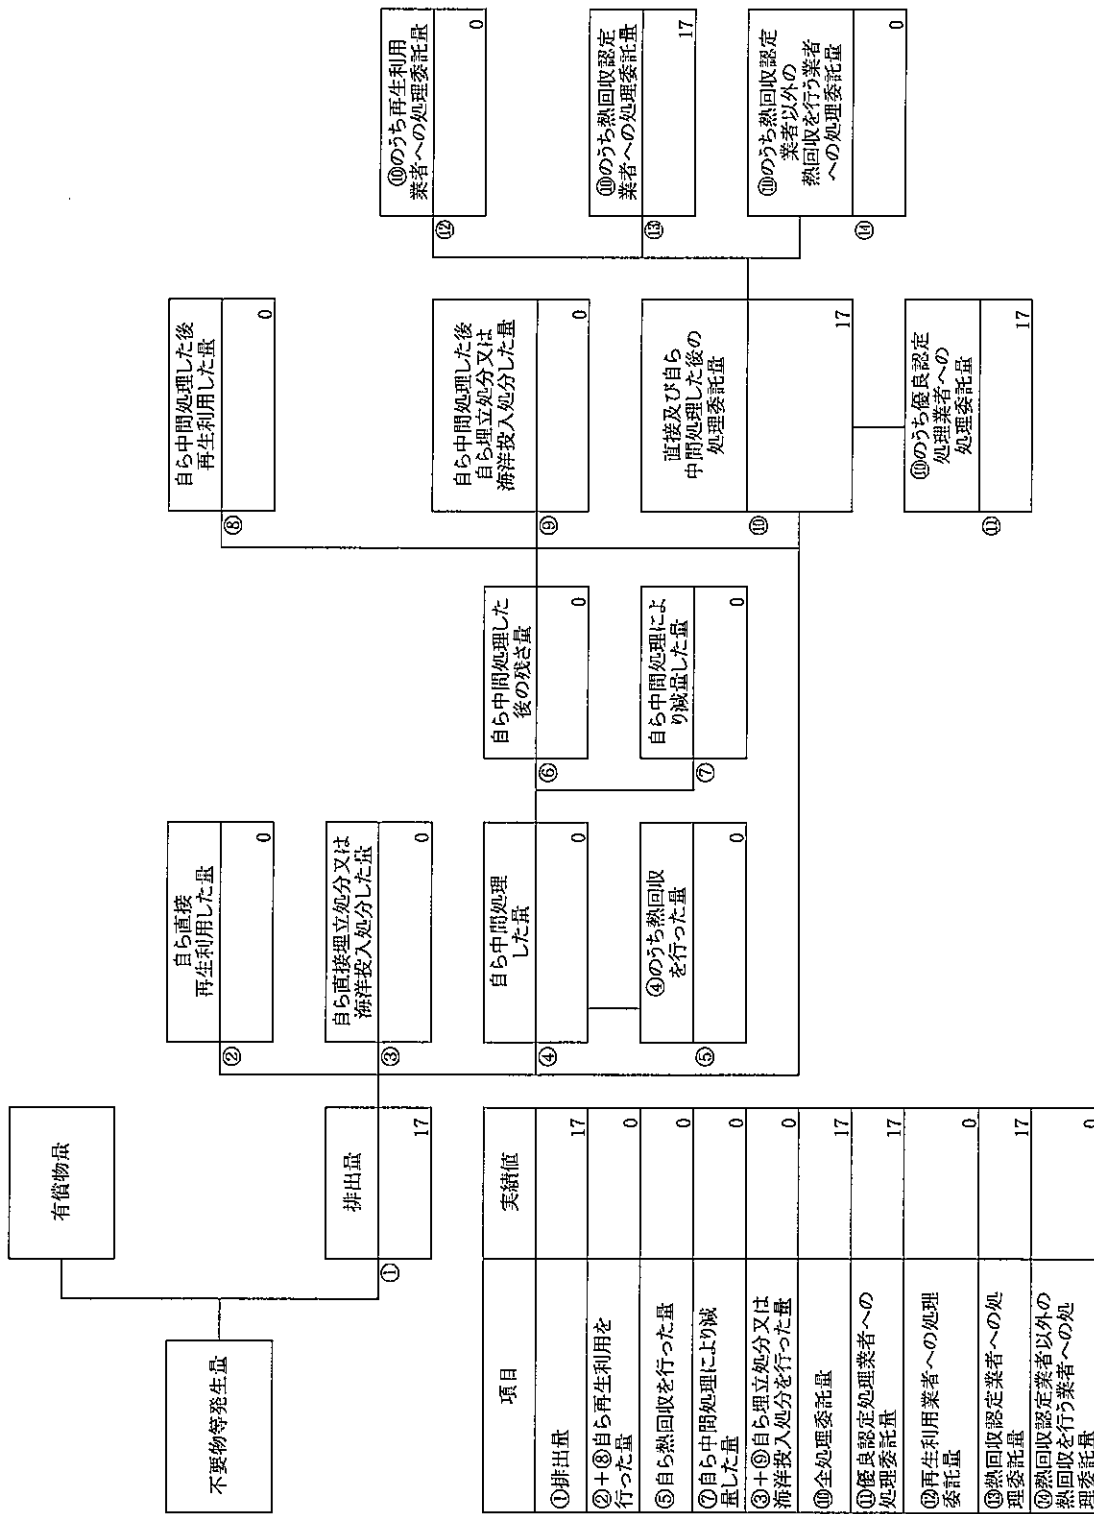 不要物等発生量
有償物量
①
排出量
17
②
自ら直接
再生利用した量
0
③
自ら直接埋立処分又は
海洋投入処分した量
0
④
自ら中間処理
した量
0
⑤
④のうち熱回収
を行った量
0
⑥
自ら中間処理した
後の残さ量
0
⑦
自ら中間処理によ
り減量した量
0
⑧
自ら中間処理した後
再生利用した量
0
⑨
自ら中間処理した後
自ら埋立処分又は
海洋投入処分した量
0
⑩
直接及び自ら
中間処理した後の
処理委託量
17
⑪
⑩のうち優良認定
処理業者への
処理委託量
17
⑫
⑩のうち再生利用
業者への処理委託量
0
⑬
⑩のうち熱回収認定
業者への処理委託量
17
⑭
⑩のうち熱回収認定
業者以外の
熱回収を行う業者
への処理委託量
0
項目 実績値
①排出量 17
②+⑧自ら再生利用を
行った量 0
⑤自ら熱回収を行った量 0
⑦自ら中間処理により減
量した量 0
③+⑨自ら埋立処分又は
海洋投入処分を行った量 0
⑩全処理委託量 17
⑪優良認定処理業者への
処理委託量 17
⑫再生利用業者への処理
委託量 0
⑬熱回収認定業者への処
理委託量 17
⑭熱回収認定業者以外の
熱回収を行う業者への処
理委託量 0